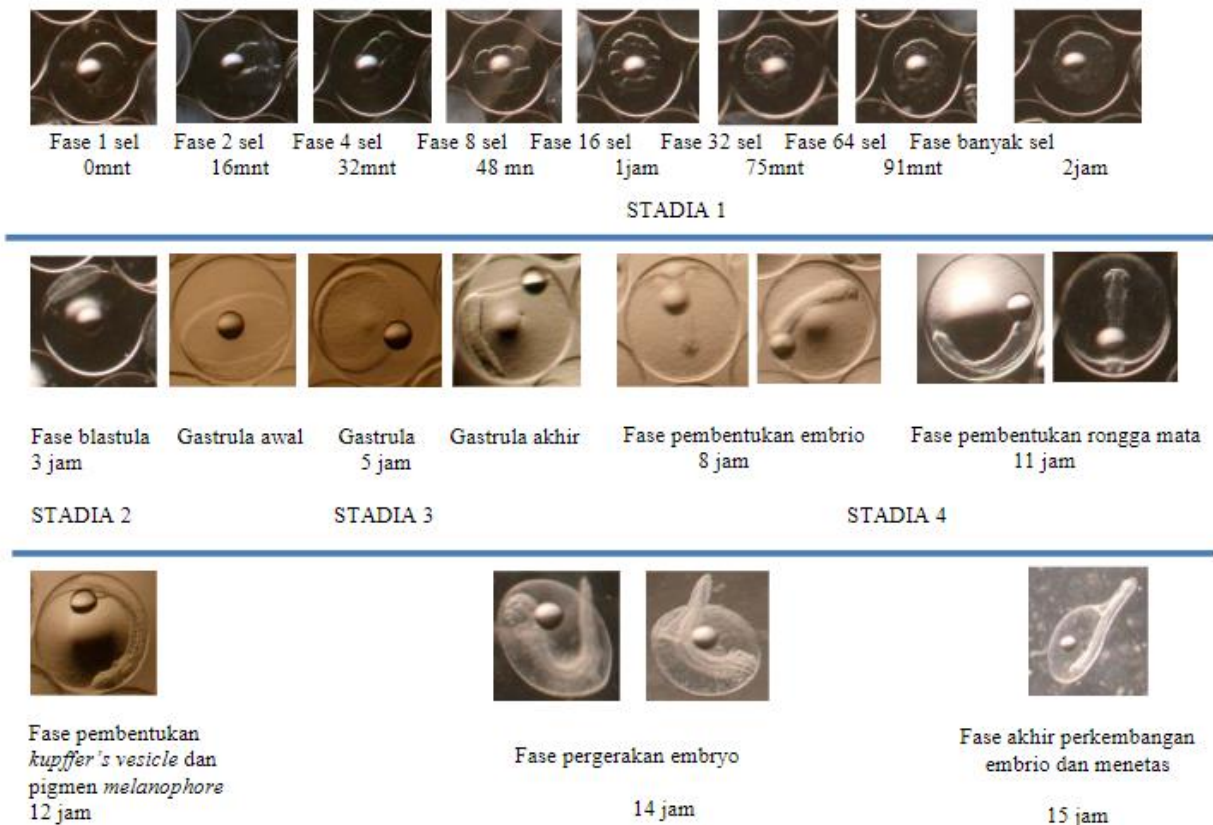 Fase 1 sel Fase 2 sel Fase 4 sel Fase 8 sel Fase 16 sel Fase 32 sel Fase 64 sel Fase banyak sel
0mnt 16mnt 32mnt 48 mn 1jam 75mnt 91mnt 2jam
STADIA 1
Fase blastula Gastrula awal Gastrula Gastrula akhir Fase pembentukan embrio Fase pembentukan rongga mata
3 jam 5 jam 8 jam 11 jam
STADIA 2 STADIA 3 STADIA 4
Fase pembentukan
kupffer's vesicle dan
pigmen melanophore
12 jam
Fase pergerakan embryo
14 jam
Fase akhir perkembangan
embrio dan menetas
15 jam